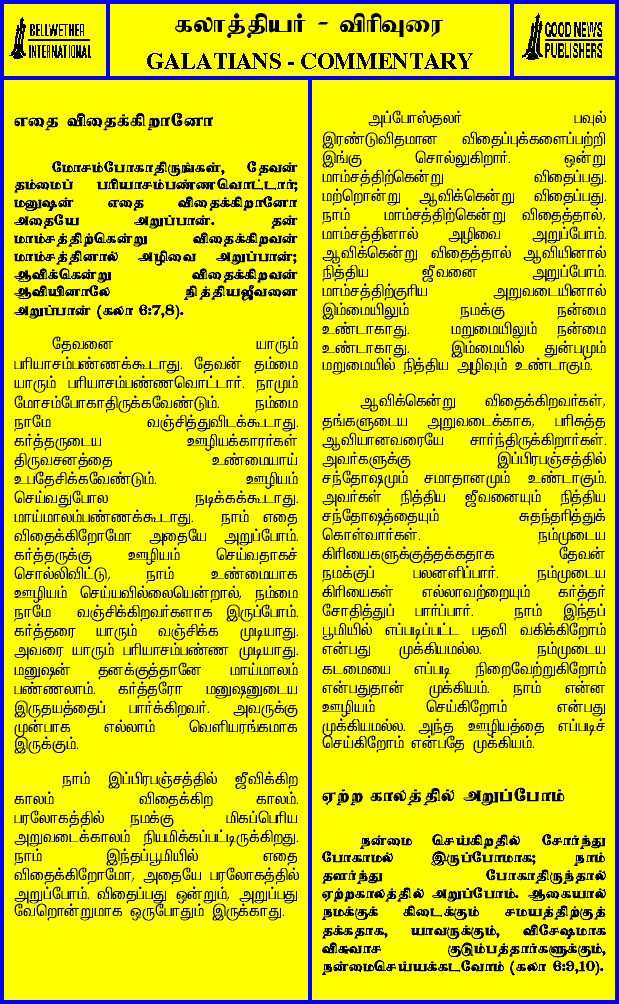 BELLWETHER
INTERNATIONAL
கலாத்தியர் - விரிவுரை
GALATIANS - COMMENTARY
GOOD NEWS
PUBLISHERS
எதை விதைக்கிறானோ
மோசம்போகாதிருங்கள், தேவன்
தம்மைப் பரியாசம்பண்ணவொட்டார்;
மனுஷன் எதை விதைக்கிறானோ
அதையே அறுப்பான். தன்
மாம்சத்திற்கென்று விதைக்கிறவன்
மாம்சத்தினால் அழிவை அறுப்பான்;
ஆவிக்கென்று விதைக்கிறவன்
ஆவியினாலே நித்தியஜீவனை
அறுப்பான் (கலா 6:7,8).
தேவனை யாரும்
பரியாசம்பண்ணக்கூடாது. தேவன் தம்மை
யாரும் பரியாசம்பண்ணவொட்டார். நாமும்
மோசம்போகாதிருக்கவேண்டும். நம்மை
நாமே வஞ்சித்துவிடக்கூடாது.
கர்த்தருடைய ஊழியக்காரர்கள்
திருவசனத்தை உண்மையாய்
உபதேசிக்கவேண்டும். ஊழியம்
செய்வதுபோல நடிக்கக்கூடாது.
மாய்மாலம்பண்ணக்கூடாது. நாம் எதை
விதைக்கிறோமோ அதையே அறுப்போம்.
கர்த்தருக்கு ஊழியம் செய்வதாகச்
சொல்லிவிட்டு, நாம் உண்மையாக
ஊழியம் செய்யவில்லையென்றால், நம்மை
நாமே வஞ்சிக்கிறவர்களாக இருப்போம்.
கர்த்தரை யாரும் வஞ்சிக்க முடியாது.
அவரை யாரும் பரியாசம்பண்ண முடியாது.
மனுஷன் தனக்குத்தானே மாய்மாலம்
பண்ணலாம். கர்த்தரோ மனுஷனுடைய
இருதயத்தைப் பார்க்கிறவர். அவருக்கு
முன்பாக எல்லாம் வெளியரங்கமாக
இருக்கும்.
நாம் இப்பிரபஞ்சத்தில் ஜீவிக்கிற
காலம் விதைக்கிற காலம்.
பரலோகத்தில் நமக்கு மிகப்பெரிய
அறுவடைக்காலம் நியமிக்கப்பட்டிருக்கிறது.
நாம் இந்தப்பூமியில் எதை
விதைக்கிறோமோ, அதையே பரலோகத்தில்
அறுப்போம். விதைப்பது ஒன்றும், அறுப்பது
வேறொன்றுமாக ஒருபோதும் இருக்காது.
அப்போஸ்தலர் பவுல்
இரண்டுவிதமான விதைப்புக்களைப்பற்றி
இங்கு சொல்லுகிறார். ஒன்று
மாம்சத்திற்கென்று விதைப்பது.
மற்றொன்று ஆவிக்கென்று விதைப்பது.
நாம் மாம்சத்திற்கென்று விதைத்தால்,
மாம்சத்தினால் அழிவை அறுப்போம்.
ஆவிக்கென்று விதைத்தால் ஆவியினால்
நித்திய ஜீவனை அறுப்போம்.
மாம்சத்திற்குரிய அறுவடையினால்
இம்மையிலும் நமக்கு நன்மை
உண்டாகாது. மறுமையிலும் நன்மை
உண்டாகாது. இம்மையில் துன்பமும்
மறுமையில் நித்திய அழிவும் உண்டாகும்.
ஆவிக்கென்று விதைக்கிறவர்கள்,
தங்களுடைய அறுவடைக்காக, பரிசுத்த
ஆவியானவரையே சார்ந்திருக்கிறார்கள்.
அவர்களுக்கு இப்பிரபஞ்சத்தில்
சந்தோஷமும் சமாதானமும் உண்டாகும்.
அவர்கள் நித்திய ஜீவனையும் நித்திய
சந்தோஷத்தையும் சுதந்தரித்துக்
கொள்வார்கள். நம்முடைய
கிரியைகளுக்குத்தக்கதாக தேவன்
நமக்குப் பலனளிப்பார். நம்முடைய
கிரியைகள் எல்லாவற்றையும் கர்த்தர்
சோதித்துப் பார்ப்பார். நாம் இந்தப்
பூமியில் எப்படிப்பட்ட பதவி வகிக்கிறோம்
என்பது முக்கியமல்ல. நம்முடைய
கடமையை எப்படி நிறைவேற்றுகிறோம்
என்பதுதான் முக்கியம். நாம் என்ன
ஊழியம் செய்கிறோம் என்பது
முக்கியமல்ல. அந்த ஊழியத்தை எப்படிச்
செய்கிறோம் என்பதே முக்கியம்.
ஏற்ற காலத்தில் அறுப்போம்
நன்மை செய்கிறதில் சோர்ந்து
போகாமல் இருப்போமாக; நாம்
தளர்ந்து போகாதிருந்தால்
ஏற்றகாலத்தில் அறுப்போம். ஆகையால்
நமக்குக் கிடைக்கும் சமயத்திற்குத்
தக்கதாக, யாவருக்கும், விசேஷமாக
விசுவாச குடும்பத்தார்களுக்கும்,
நன்மைசெய்யக்கடவோம் (கலா 6:9,10).